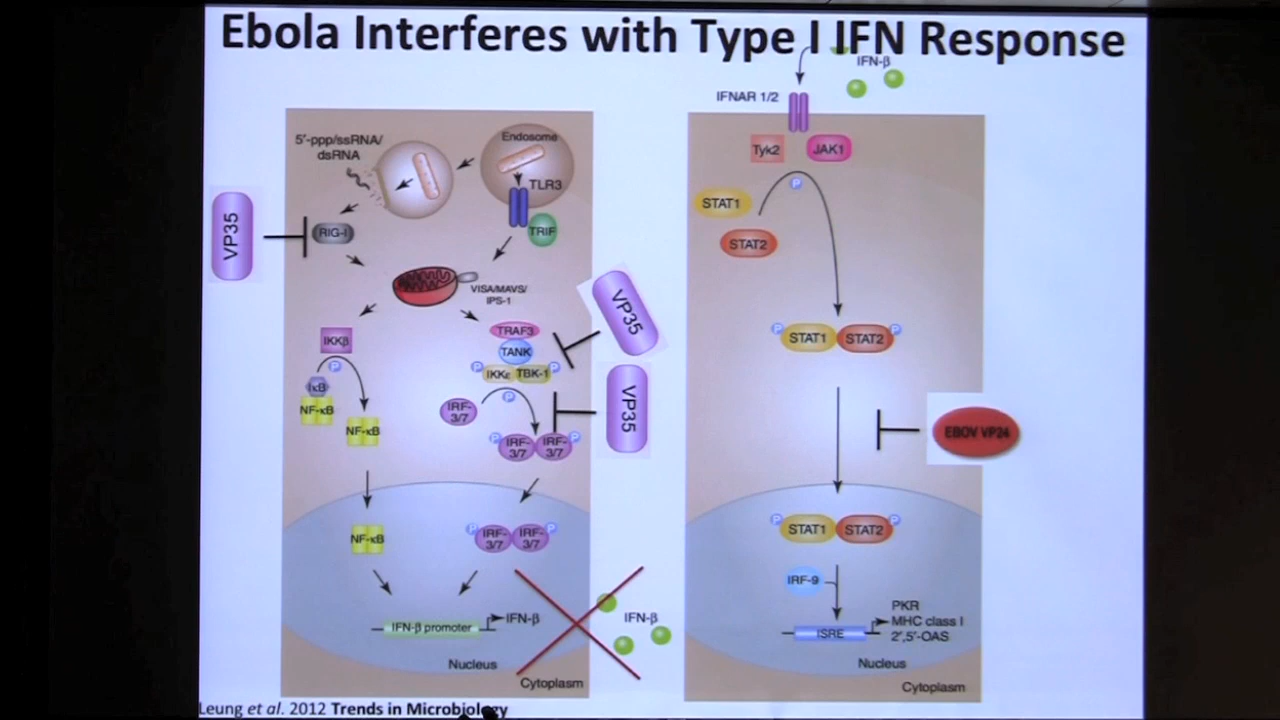 Ebola Interferes with Type I IFN Response
5'-ppp/ssRNA/
dsRNA
Endosome
TLR3
TRIF
VP35
RIG-I
VISA/MAVS/
IPS-1
IKKβ
P
IκB
NF-κB
NF-κB
TRAF3
TANK
P
IKKε
TBK-1
P
VP35
IRF-
3/7
P
VP35
P
IRF-
3/7
IRF-
3/7
P
NF-κB
P
IRF-
3/7
IRF-
3/7
P
IFN-β promoter
IFN-β
IFN-β
Nucleus
Cytoplasm
IFN-β
IFNAR 1/2
Tyk2
JAK1
P
STAT1
STAT2
P
STAT1
STAT2
P
EBOV VP24
P
STAT1
STAT2
P
IRF-9
ISRE
PKR
MHC class I
2',5'-OAS
Nucleus
Cytoplasm
Leung et al. 2012 Trends in Microbiology